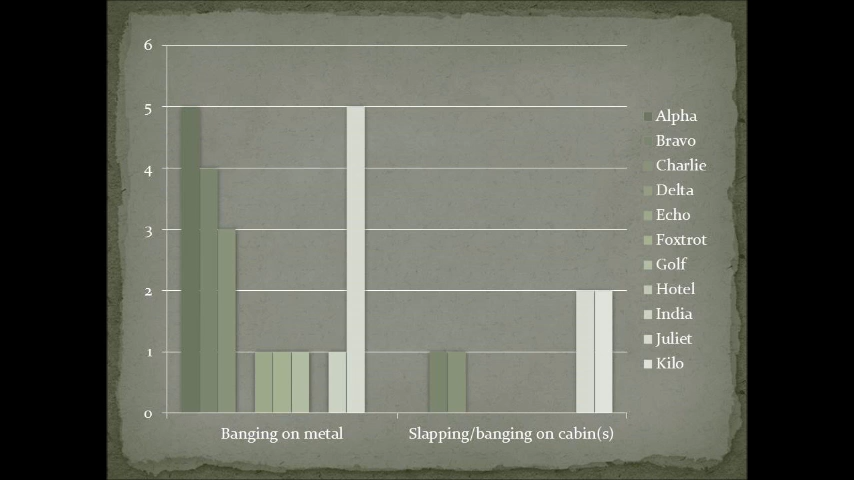 6
5
4
3
2
1
0
Banging on metal
Slapping/banging on cabin(s)
Alpha
Bravo
Charlie
Delta
Echo
Foxtrot
Golf
Hotel
India
Juliet
Kilo